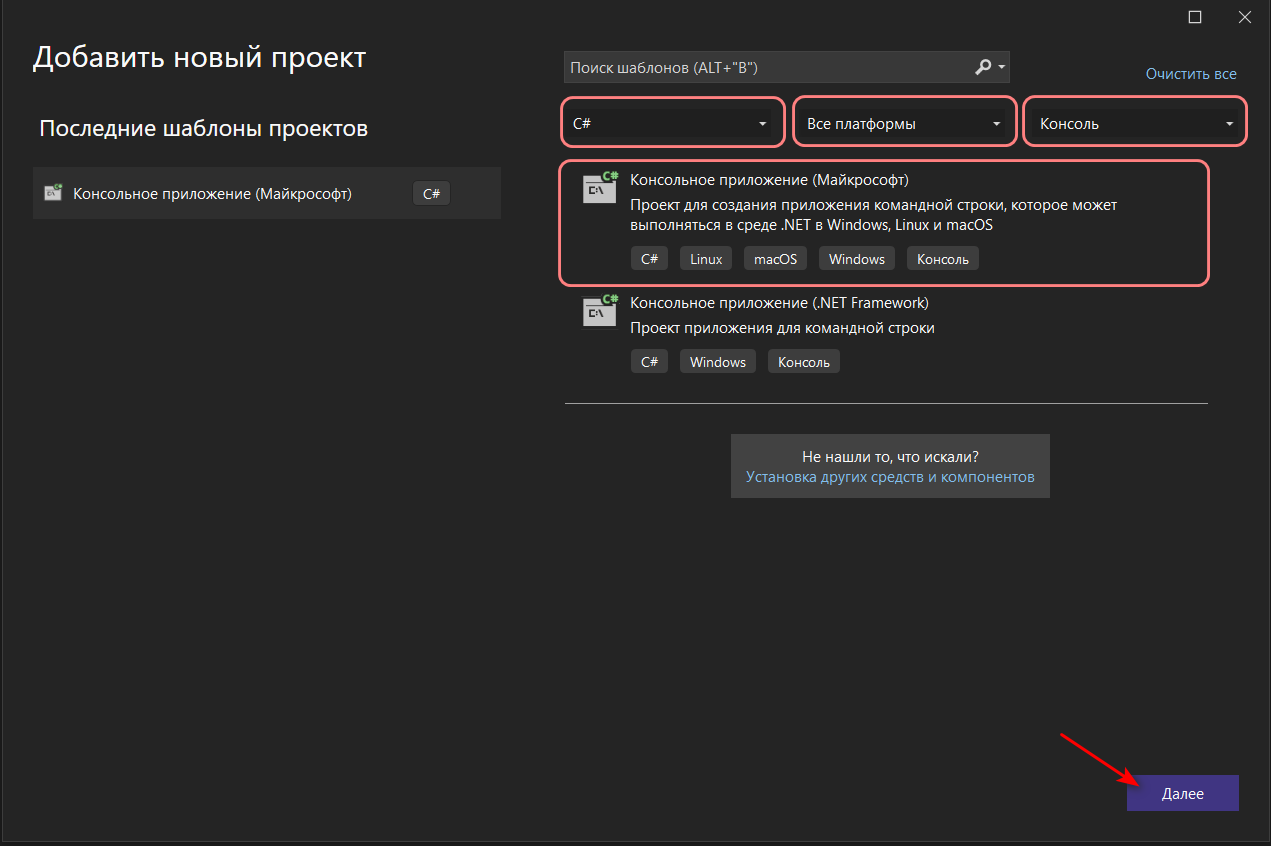 Добавить новый проект
Поиск шаблонов (ALT+"В")
Очистить все
Последние шаблоны проектов
C#
Все платформы
Консоль
Консольное приложение (Майкрософт)
C#
C#
Консольное приложение (Майкрософт)
Проект для создания приложения командной строки, которое может
выполняться в среде .NET в Windows, Linux и macOS
C# Linux macOS Windows Консоль
C#
Консольное приложение (.NET Framework)
Проект приложения для командной строки
C# Windows Консоль
Не нашли то, что искали?
Установка других средств и компонентов
Далее